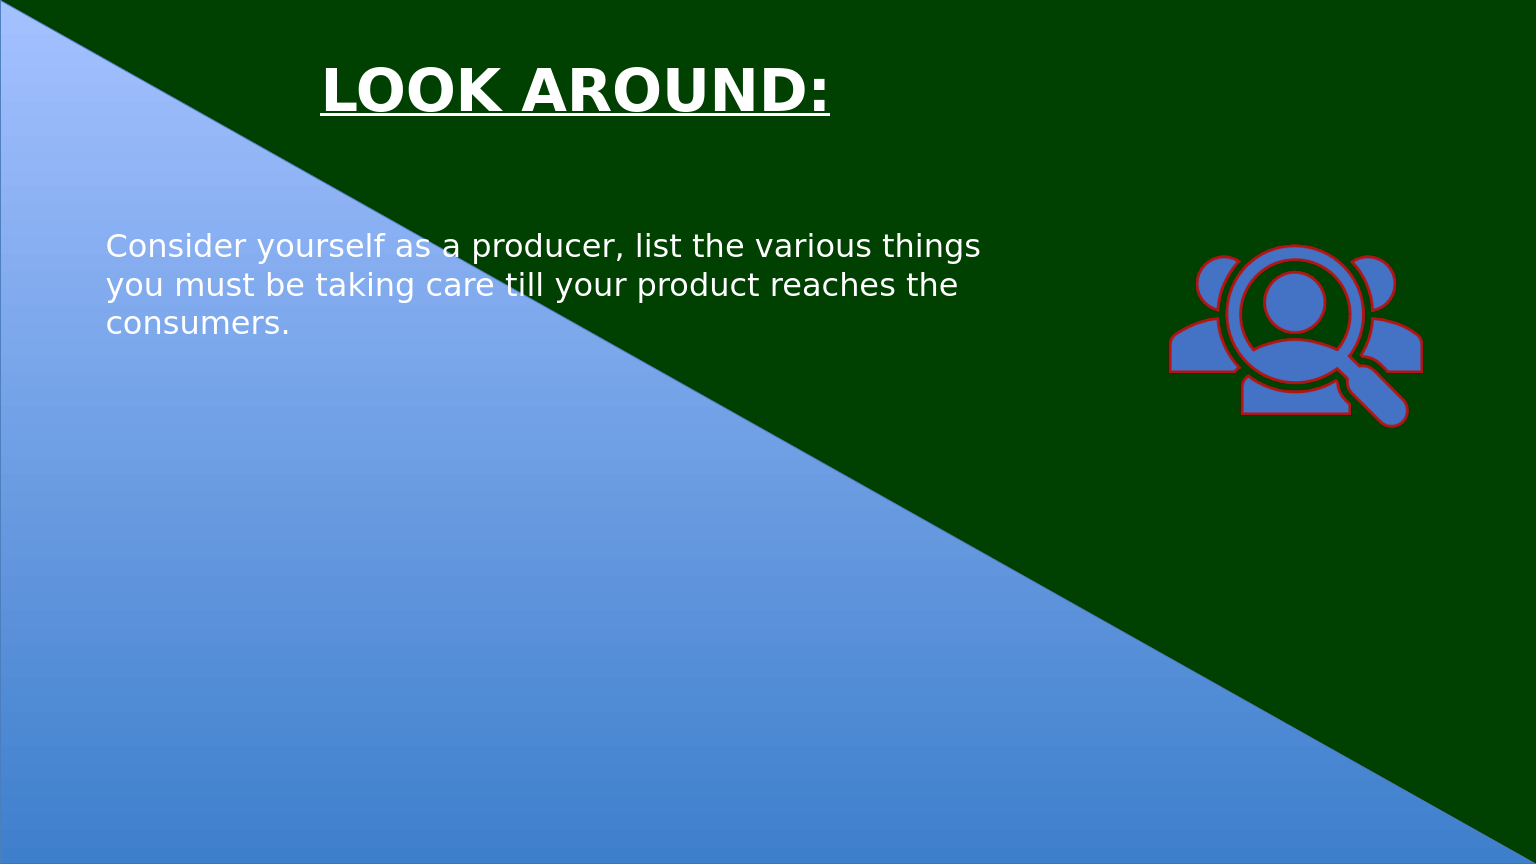 LOOK AROUND:
Consider yourself as a producer, list the various things
you must be taking care till your product reaches the
consumers.